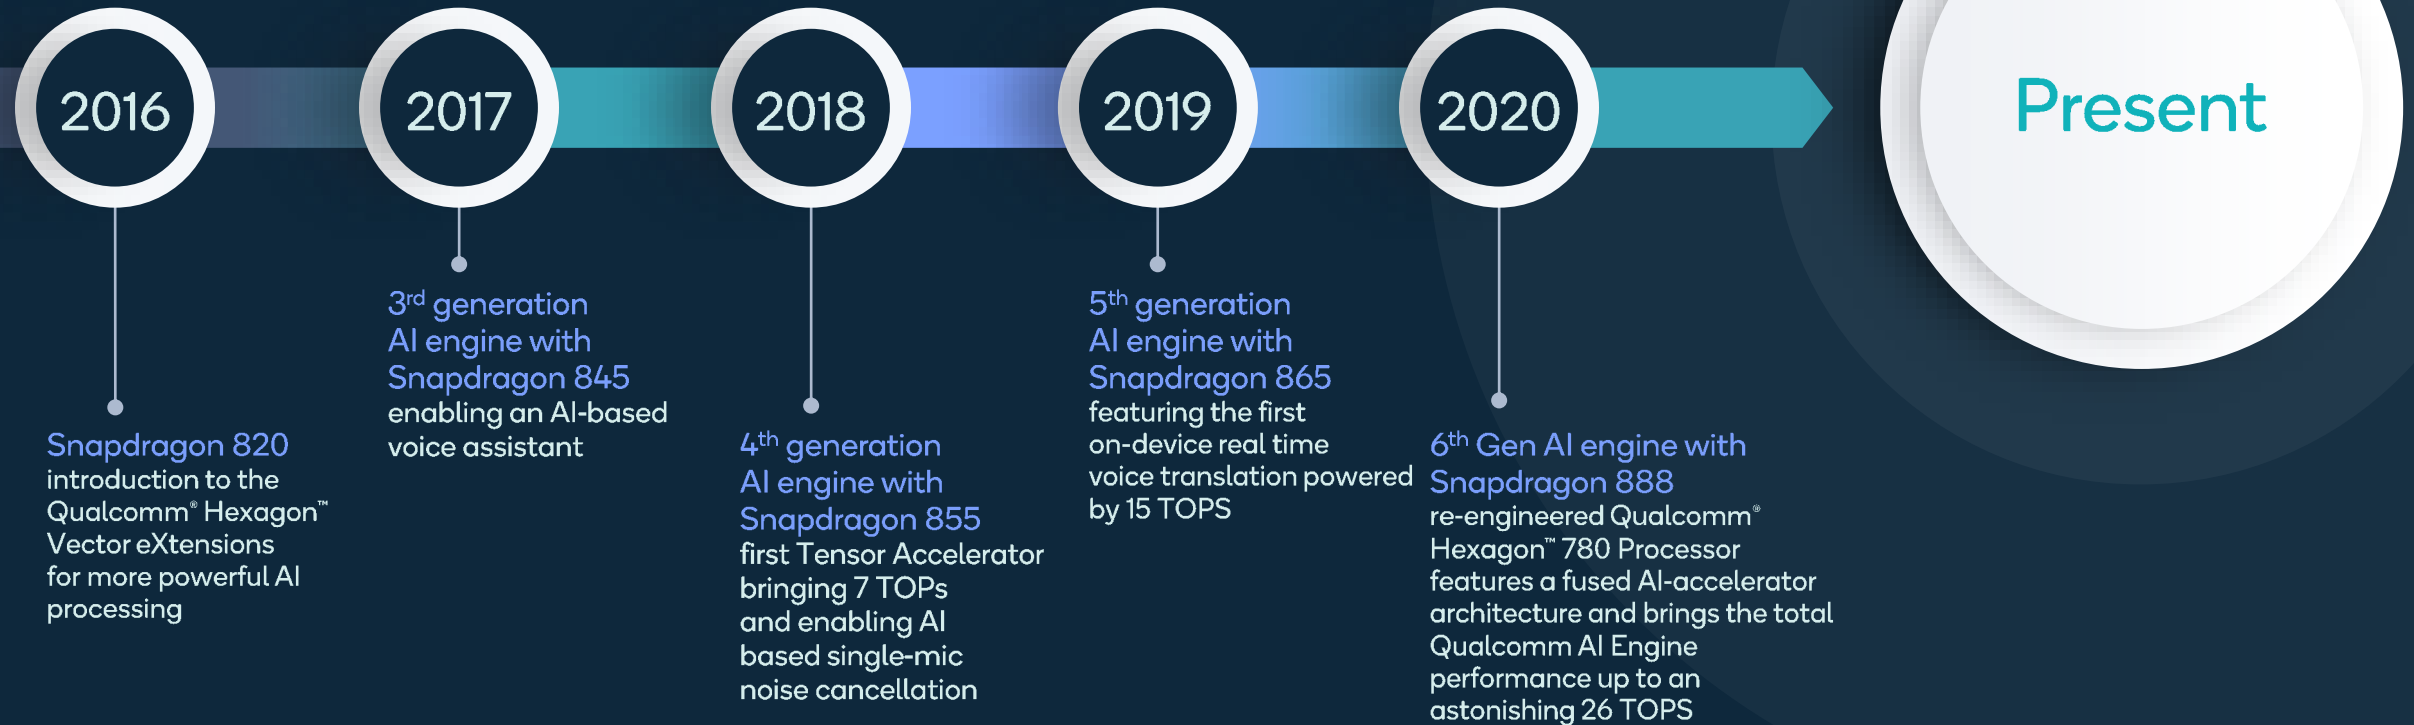 2016
2017
2018
2019
2020
Present
Snapdragon 820
introduction to the
Qualcomm® Hexagon™
Vector eXtensions
for more powerful AI
processing
3rd generation
AI engine with
Snapdragon 845
enabling an AI-based
voice assistant
4th generation
AI engine with
Snapdragon 855
first Tensor Accelerator
bringing 7 TOPs
and enabling AI
based single-mic
noise cancellation
5th generation
AI engine with
Snapdragon 865
featuring the first
on-device real time
voice translation powered
by 15 TOPS
6th Gen AI engine with
Snapdragon 888
re-engineered Qualcomm®
Hexagon™ 780 Processor
features a fused AI-accelerator
architecture and brings the total
Qualcomm AI Engine
performance up to an
astonishing 26 TOPS